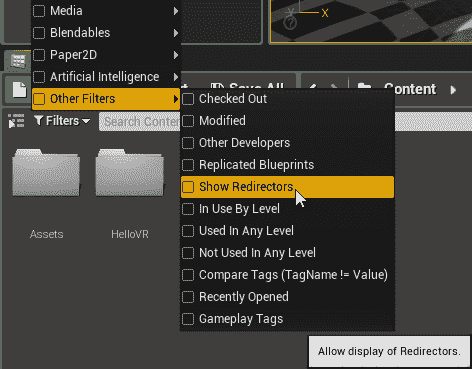 Media
Blendables
Paper2D
Artificial Intelligence
Other Filters
Save All
Content
Filters
Search Conte
Checked Out
Modified
Other Developers
Replicated Blueprints
Show Redirectors
In Use By Level
Used In Any Level
Not Used In Any Level
Compare Tags (TagName != Value)
Recently Opened
Gameplay Tags
Assets
HelloVR
Allow display of Redirectors.
X
Y